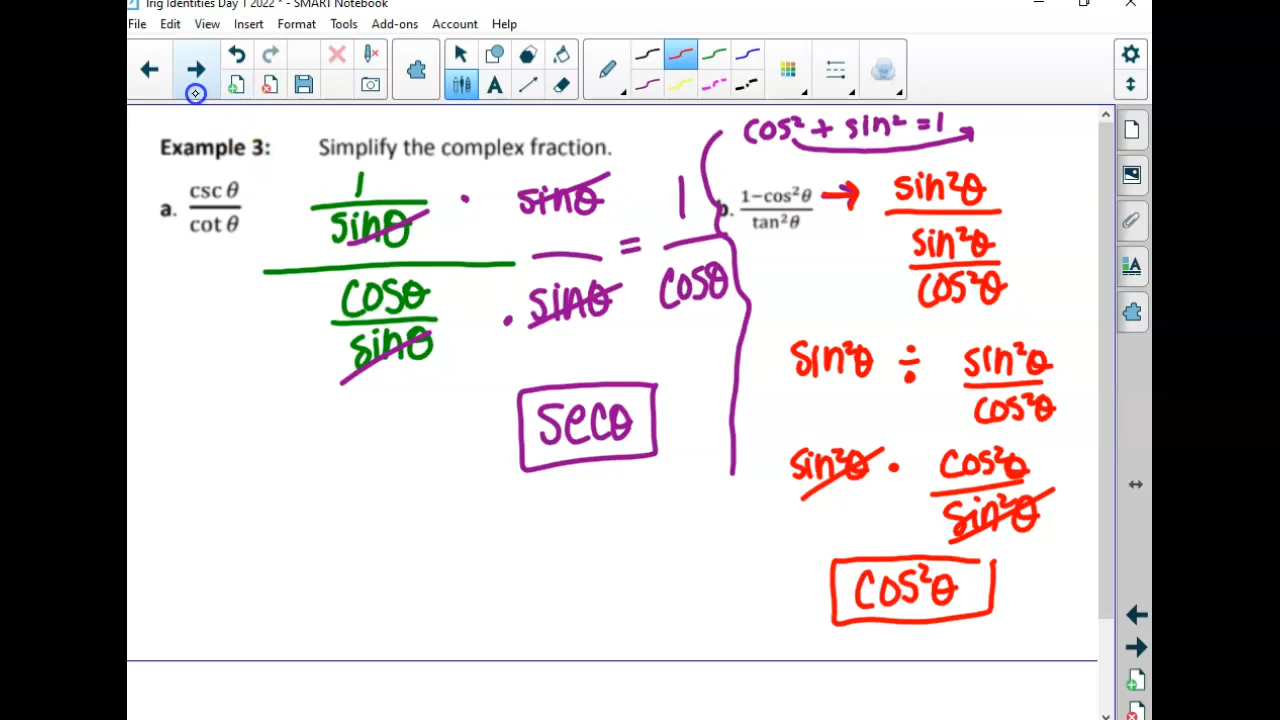 Trig Identities Day 1 2022 * - SMART Notebook
File Edit View Insert Format Tools Add-ons Account Help
Example 3: Simplify the complex fraction.
a. csc θ
cot θ
1
sinθ
cosθ
sinθ
· sinθ
· sinθ
=
1
cosθ
secθ
cos² + sin² = 1
b. 1−cos²θ
tan²θ
→
sin²θ
sin²θ
cos²θ
sin²θ ÷ sin²θ
cos²θ
sin²θ · cos²θ
sin²θ
cos²θ